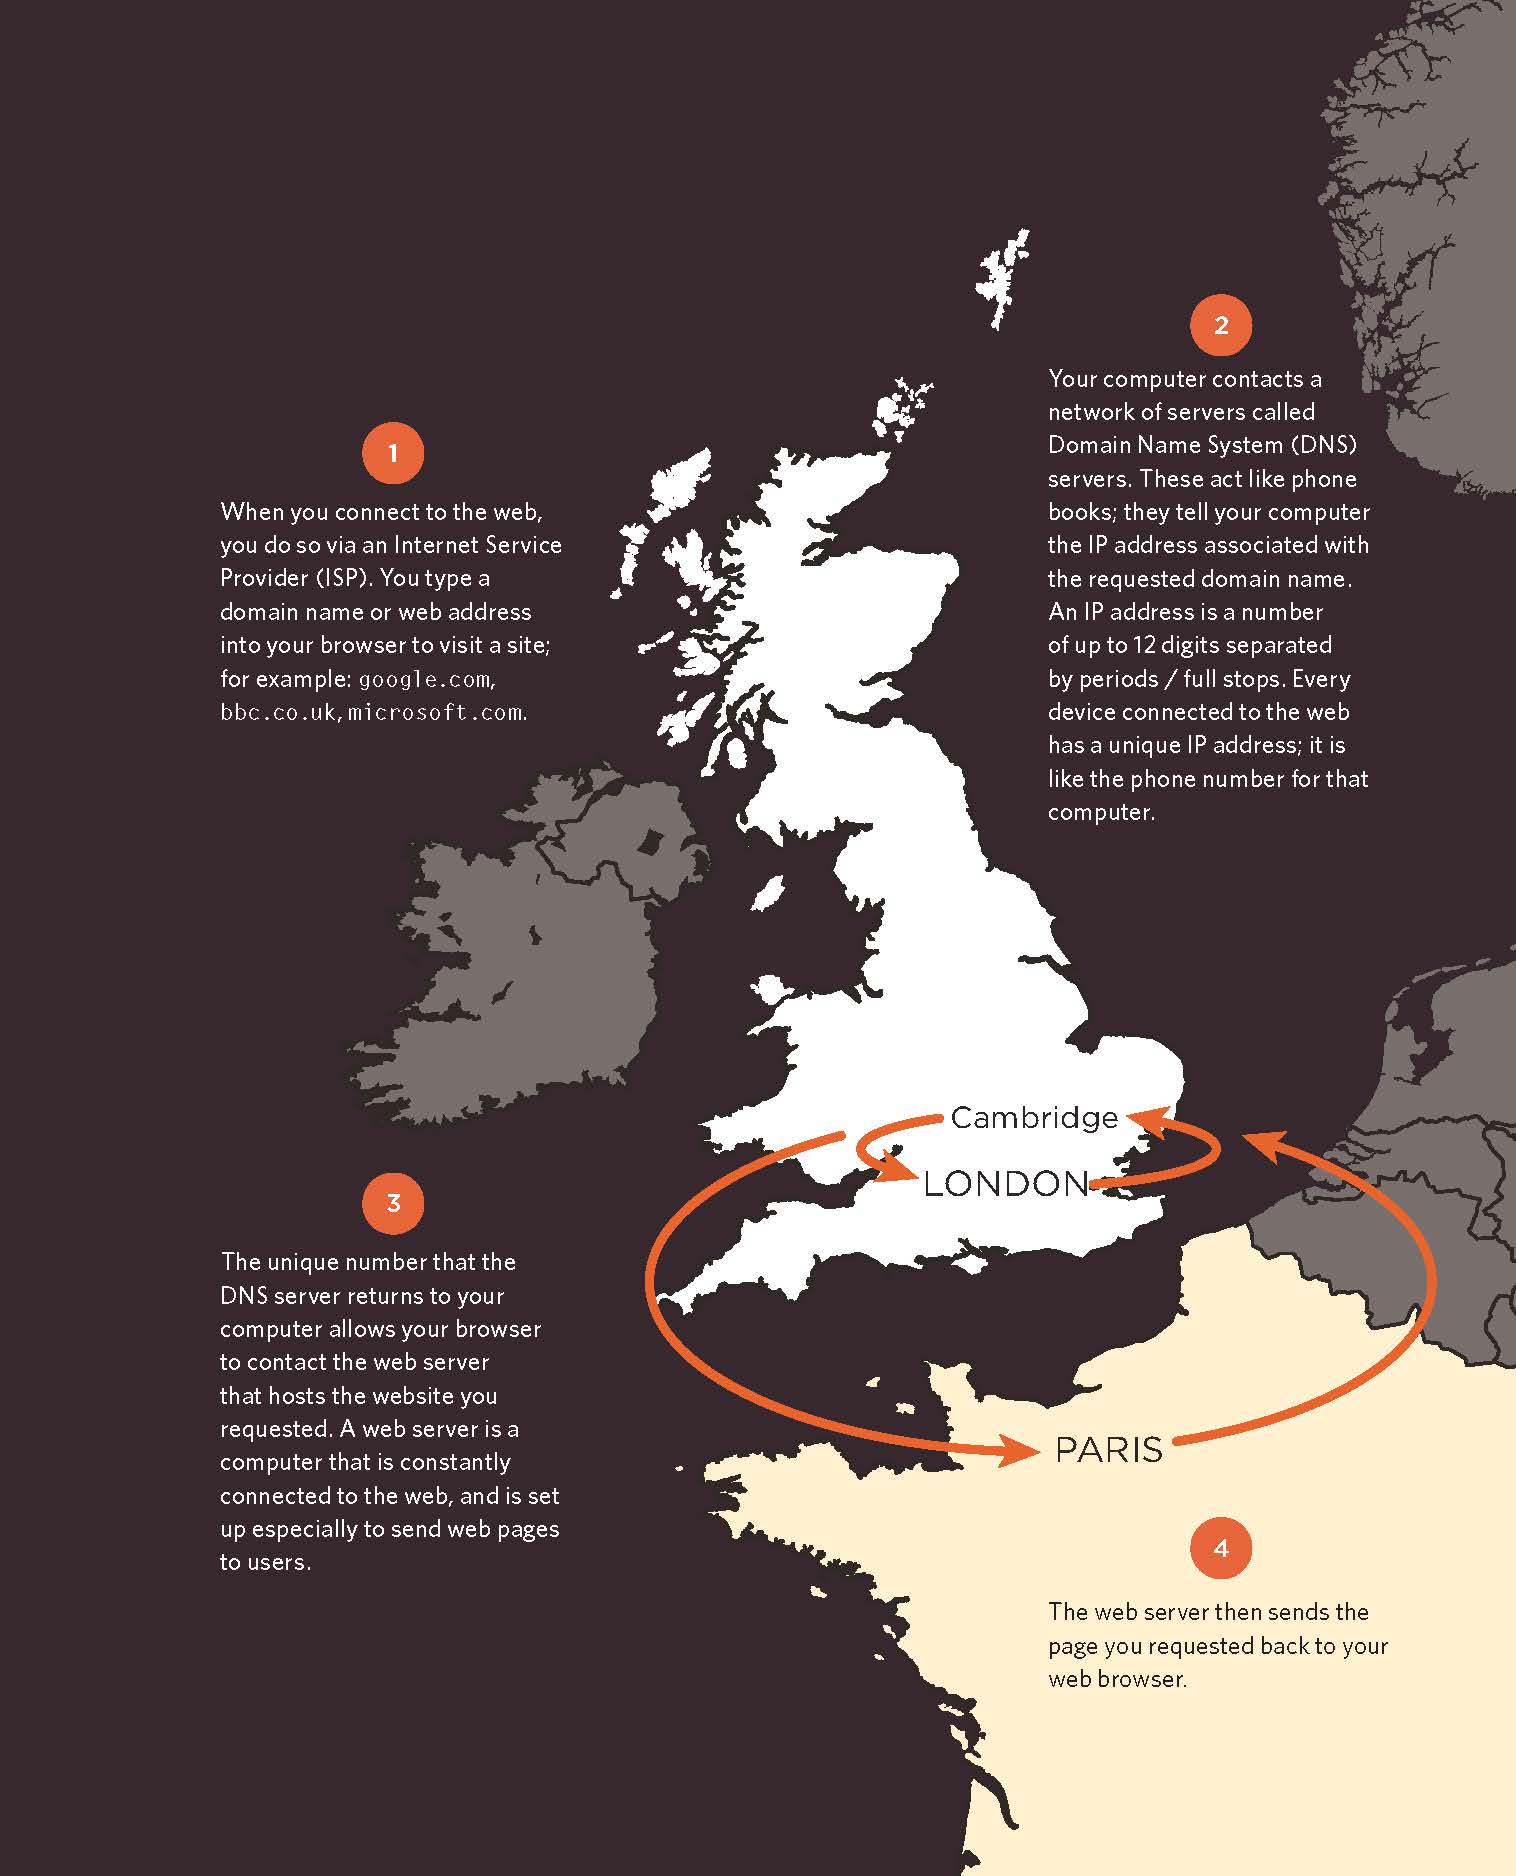 1
When you connect to the web,
you do so via an Internet Service
Provider (ISP). You type a
domain name or web address
into your browser to visit a site;
for example: google.com,
bbc.co.uk, microsoft.com.
2
Your computer contacts a
network of servers called
Domain Name System (DNS)
servers. These act like phone
books; they tell your computer
the IP address associated with
the requested domain name.
An IP address is a number
of up to 12 digits separated
by periods / full stops. Every
device connected to the web
has a unique IP address; it is
like the phone number for that
computer.
Cambridge
LONDON
PARIS
3
The unique number that the
DNS server returns to your
computer allows your browser
to contact the web server
that hosts the website you
requested. A web server is a
computer that is constantly
connected to the web, and is set
up especially to send web pages
to users.
4
The web server then sends the
page you requested back to your
web browser.